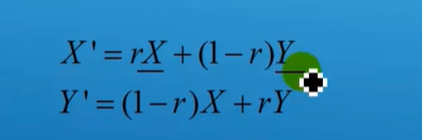 X' = rX + (1 − r)Y
Y' = (1 − r)X + rY